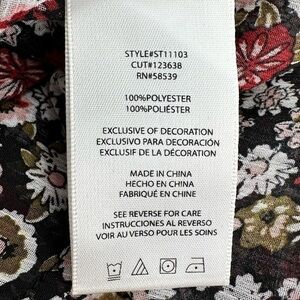 STYLE#ST11103
CUT#123638
RN#58539
100%POLYESTER
100%POLIÉSTER
EXCLUSIVE OF DECORATION
EXCLUSIVO PARA DECORACIÓN
EXCLUSIF DE LA DÉCORATION
MADE IN CHINA
HECHO EN CHINA
FABRIQUÉ EN CHINE
SEE REVERSE FOR CARE
INSTRUCCIONES AL REVERSO
VOIR AU VERSO POUR LES SOINS